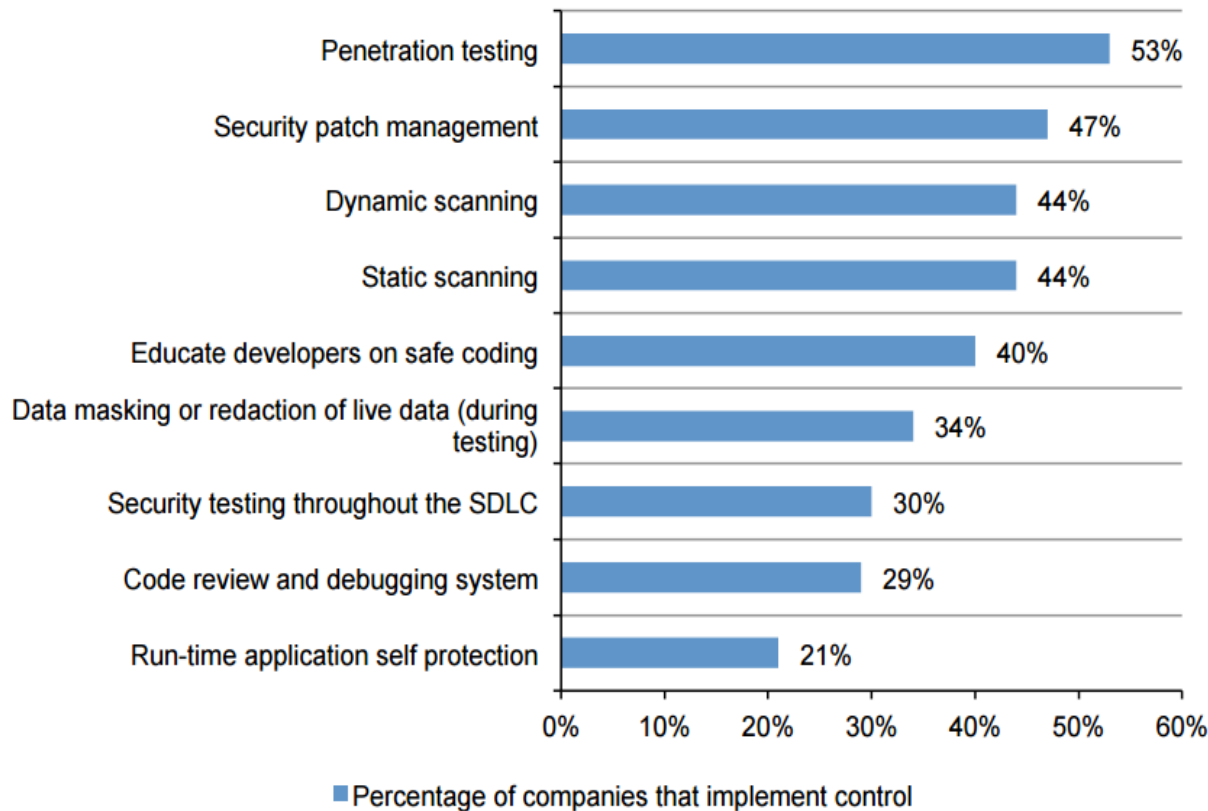 Penetration testing 53%
Security patch management 47%
Dynamic scanning 44%
Static scanning 44%
Educate developers on safe coding 40%
Data masking or redaction of live data (during
testing) 34%
Security testing throughout the SDLC 30%
Code review and debugging system 29%
Run-time application self protection 21%
0% 10% 20% 30% 40% 50% 60%
Percentage of companies that implement control